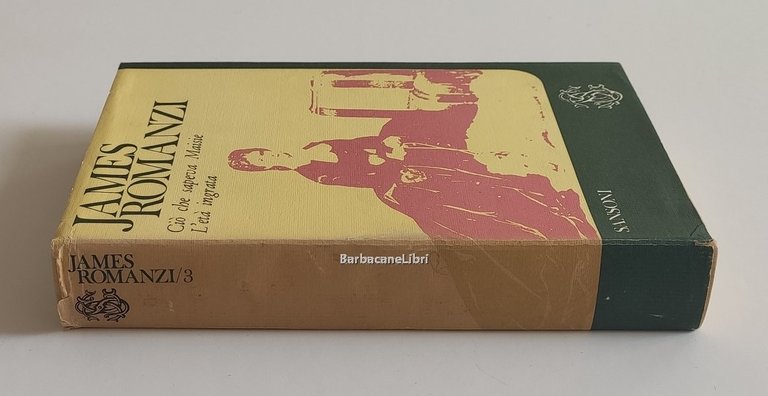 JAMES
ROMANZI
Ciò che sapeva Maisie
L'età ingrata
SANSONI
JAMES
ROMANZI/3
BarbacaneLibri